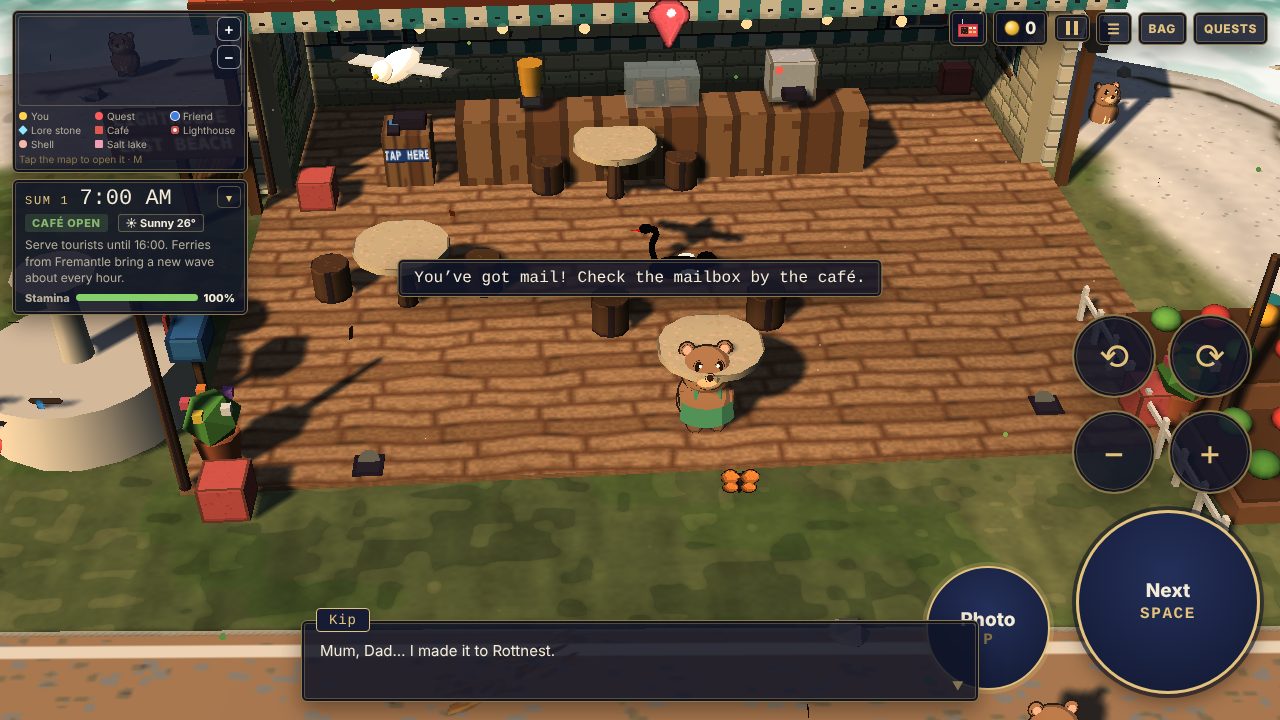 +
−
You
Quest
Friend
Lore stone
Café
Lighthouse
Shell
Salt lake
Tap the map to open it · M
SUM 1 7:00 AM
CAFÉ OPEN
☀ Sunny 26°
Serve tourists until 16:00. Ferries
from Fremantle bring a new wave
about every hour.
Stamina 100%
0
BAG
QUESTS
TAP HERE
You’ve got mail! Check the mailbox by the café.
−
+
Next
SPACE
Photo
P
Kip
Mum, Dad… I made it to Rottnest.